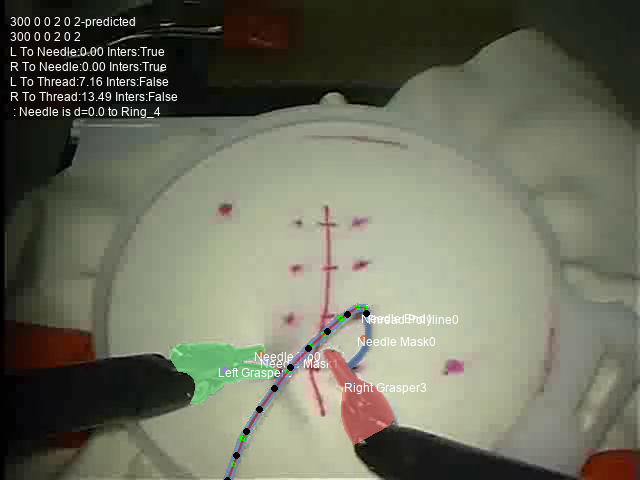 300 0 0 2 0 2-predicted
300 0 0 2 0 2
L To Needle:0.00 Inters:True
R To Needle:0.00 Inters:True
L To Thread:7.16 Inters:False
R To Thread:13.49 Inters:False
: Needle is d=0.0 to Ring_4
Needle Mask0
Left Grasper
Right Grasper3